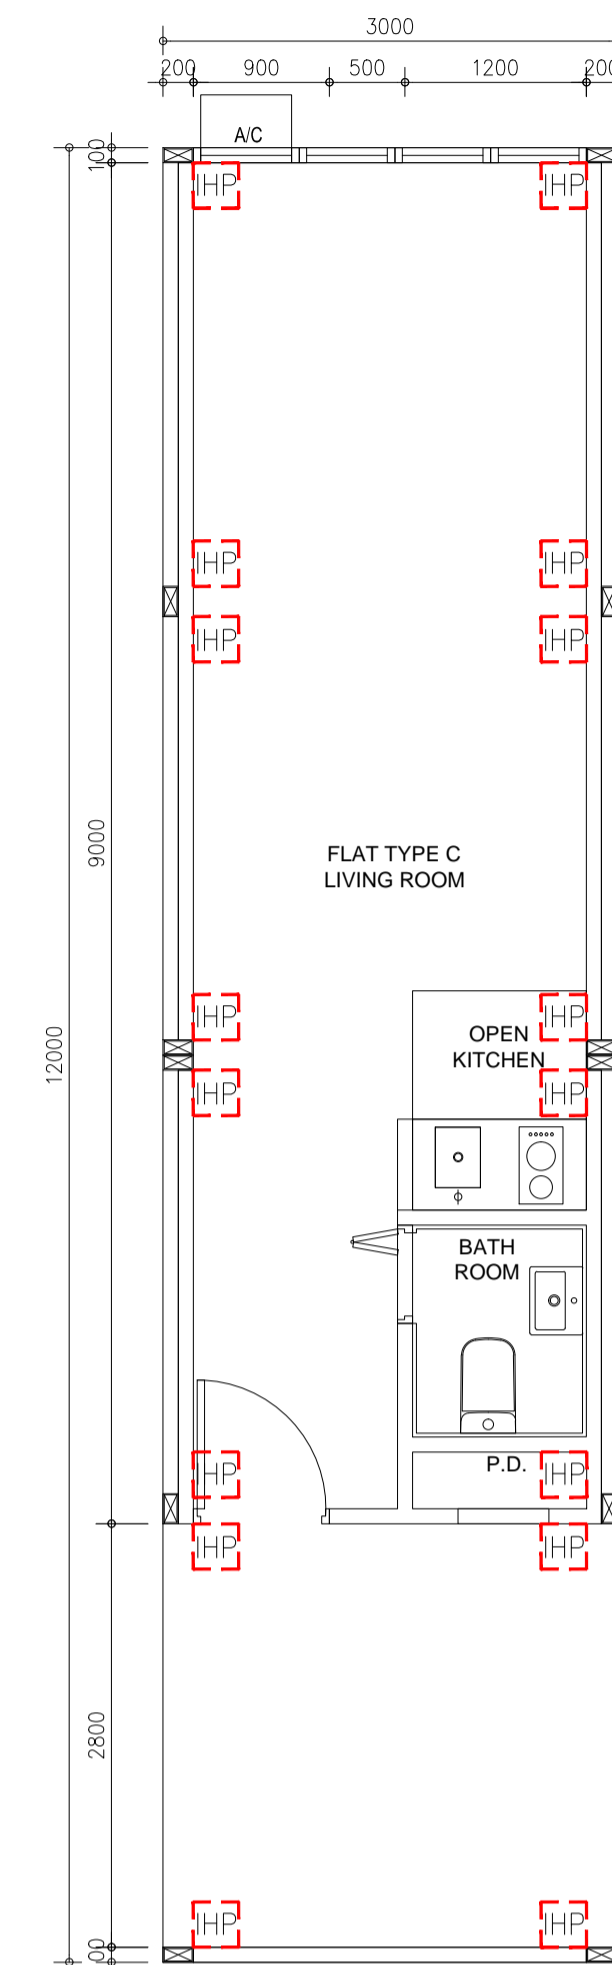 3000
200 900 500 1200 200
A/C
100
IHP IHP
IHP IHP
IHP IHP
9000
FLAT TYPE C
LIVING ROOM
12000
IHP IHP
OPEN
KITCHEN
IHP IHP
BATH
ROOM
P.D.
IHP IHP
IHP IHP
2800
IHP IHP